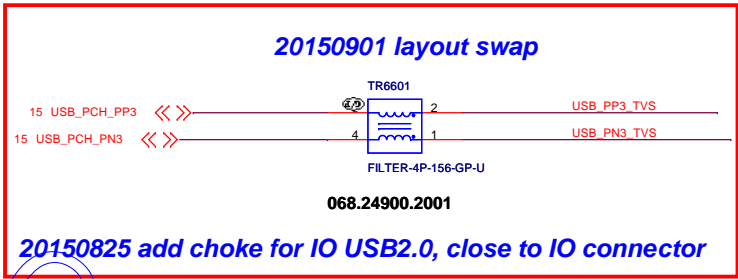 20150901 layout swap
TR6601
15 USB_PCH_PP3 2 USB_PP3_TVS
15 USB_PCH_PN3 4 1 USB_PN3_TVS
FILTER-4P-156-GP-U
068.24900.2001
20150825 add choke for IO USB2.0, close to IO connector